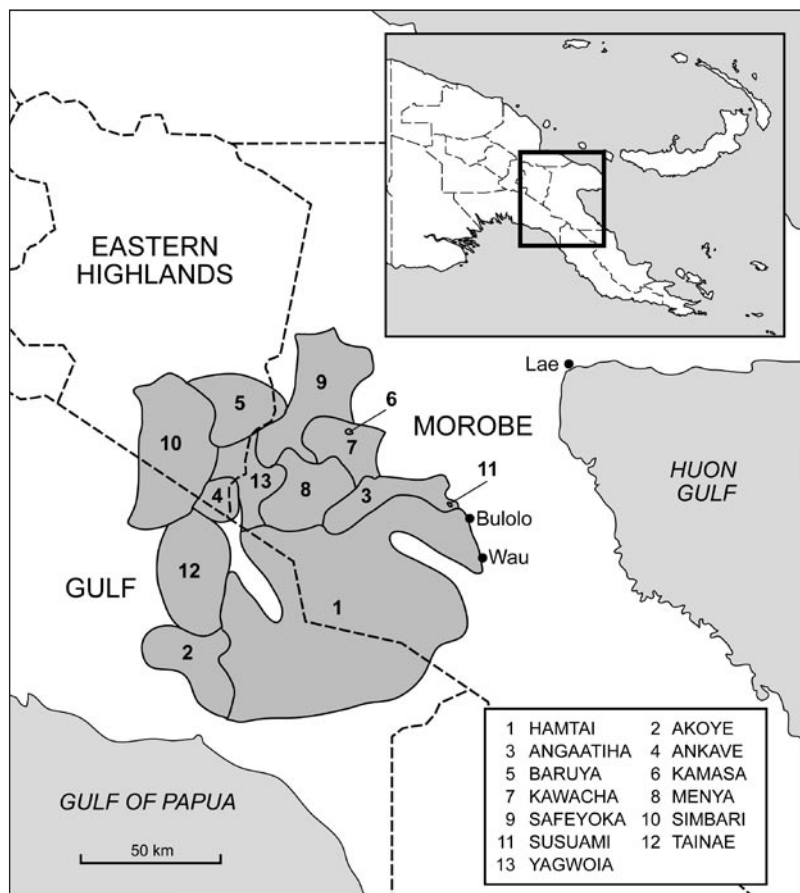 EASTERN
HIGHLANDS
Lae
9
5
6
MOROBE
10
7
HUON
GULF
11
13
8
3
4
Bulolo
Wau
12
GULF
1
2
GULF OF PAPUA
50 km
1 HAMTAI 2 AKOYE
3 ANGAATIHA 4 ANKAVE
5 BARUYA 6 KAMASA
7 KAWACHA 8 MENYA
9 SAFEYOKA 10 SIMBARI
11 SUSUAMI 12 TAINAE
13 YAGWOIA